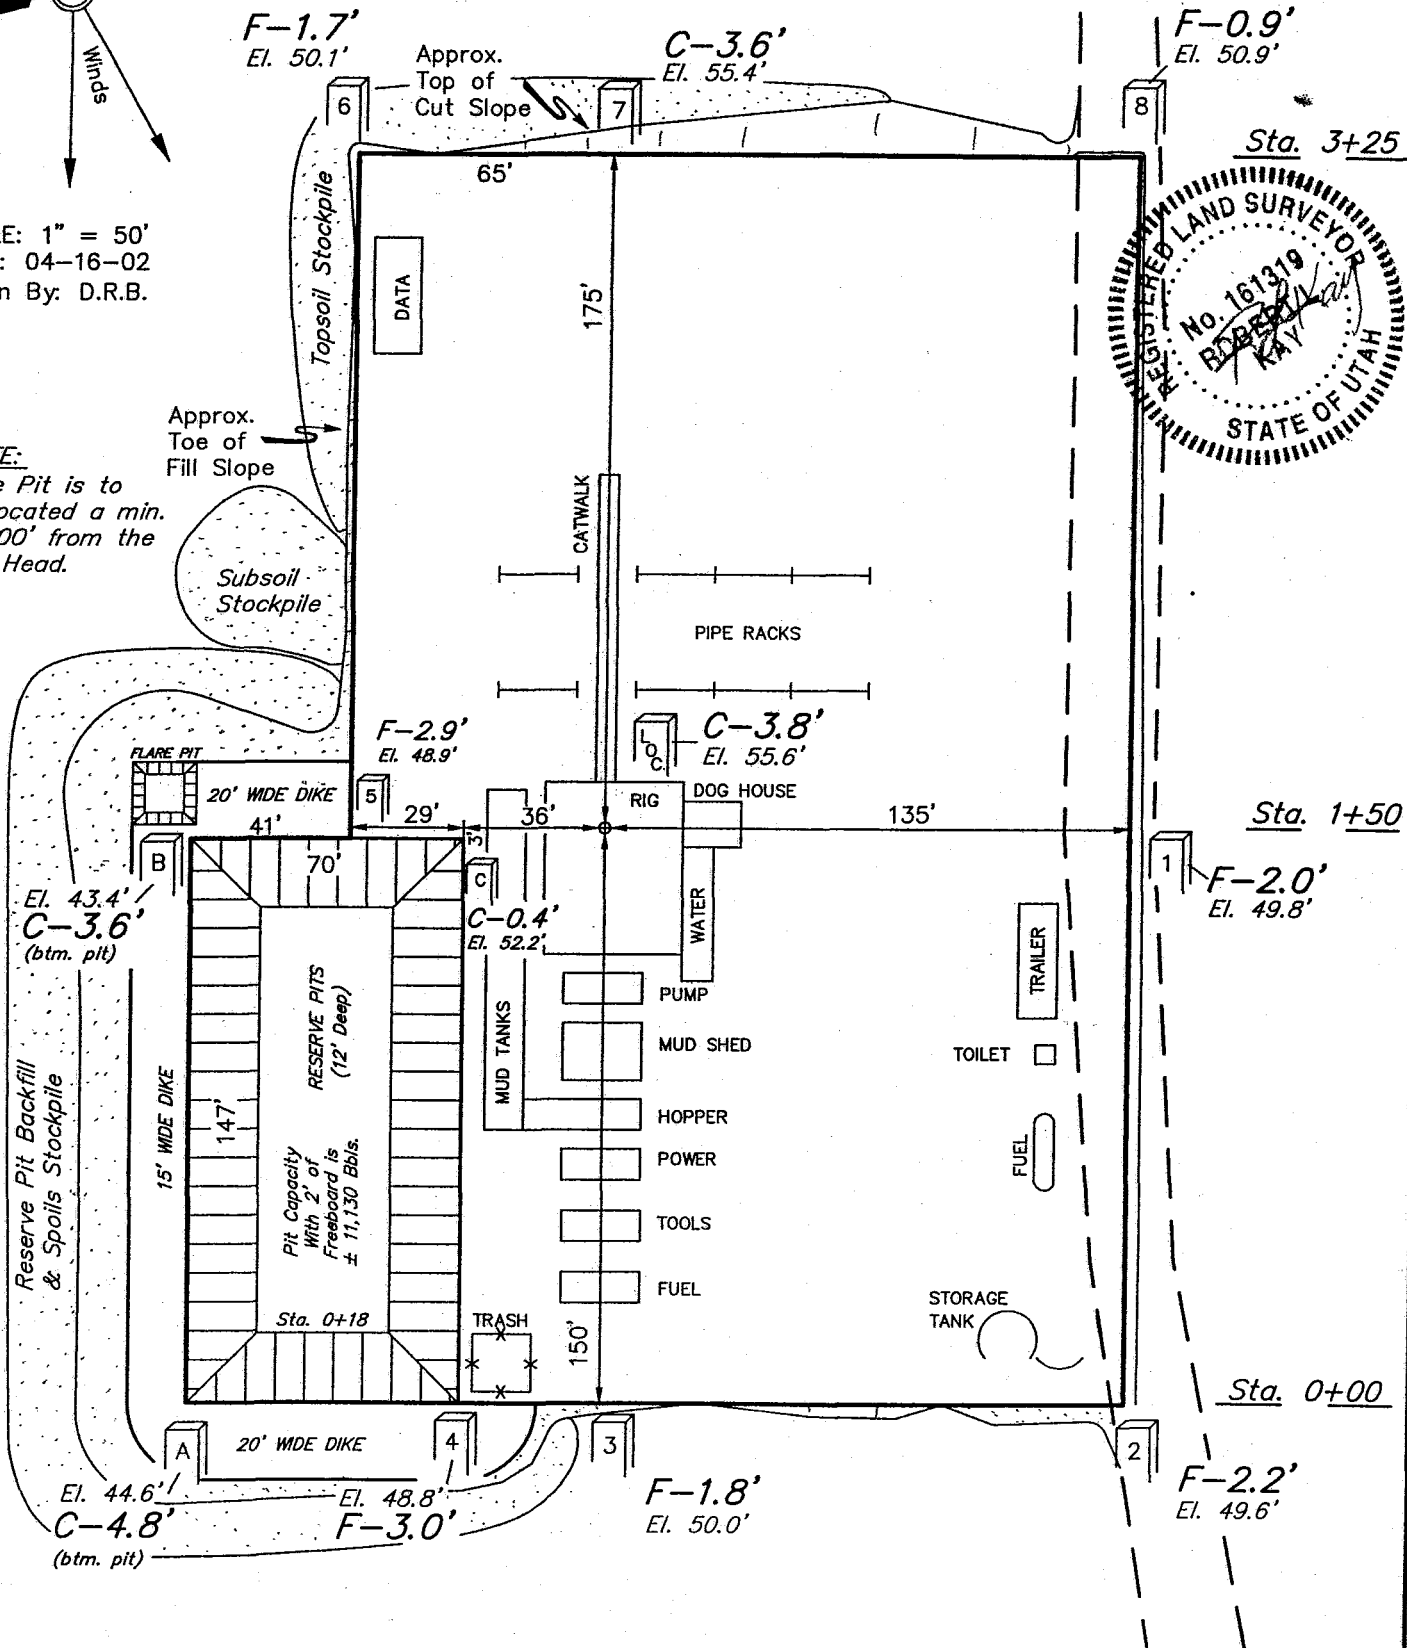 F-1.7'
El. 50.1'
Approx.
Top of
Cut Slope
C-3.6'
El. 55.4'
F-0.9'
El. 50.9'
Winds
6
7
8
Sta. 3+25
65'
E: 1" = 50'
: 04-16-02
n By: D.R.B.
Topsoil Stockpile
DATA
175'
REGISTERED LAND SURVEYOR
No. 161319
ROBERT L.
KAY
STATE OF UTAH
Approx.
Toe of
Fill Slope
E:
e Pit is to
ocated a min.
00' from the
Head.
CATWALK
Subsoil
Stockpile
PIPE RACKS
F-2.9'
El. 48.9'
LOC.
C-3.8'
El. 55.6'
FLARE PIT
20' WIDE DIKE
5
RIG
DOG HOUSE
41'
29'
3'
36'
135'
Sta. 1+50
B
70'
C
1
El. 43.4'
C-3.6'
(btm. pit)
C-0.4'
El. 52.2'
F-2.0'
El. 49.8'
WATER
TRAILER
RESERVE PITS
(12' Deep)
PUMP
MUD TANKS
MUD SHED
TOILET
Reserve Pit Backfill
& Spoils Stockpile
15' WIDE DIKE
147'
HOPPER
Pit Capacity
With 2' of
Freeboard is
± 11,130 Bbls.
POWER
FUEL
TOOLS
FUEL
Sta. 0+18
TRASH
150'
STORAGE
TANK
Sta. 0+00
A
20' WIDE DIKE
4
3
2
El. 44.6'
C-4.8'
(btm. pit)
El. 48.8'
F-3.0'
F-1.8'
El. 50.0'
F-2.2'
El. 49.6'